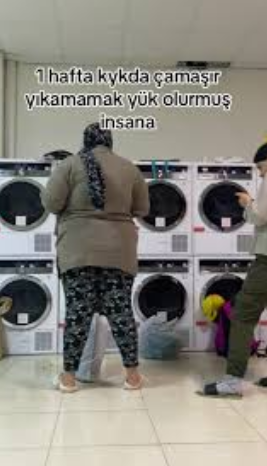 1 hafta kykda çamaşır
yıkamamak yük olurmuş
insana